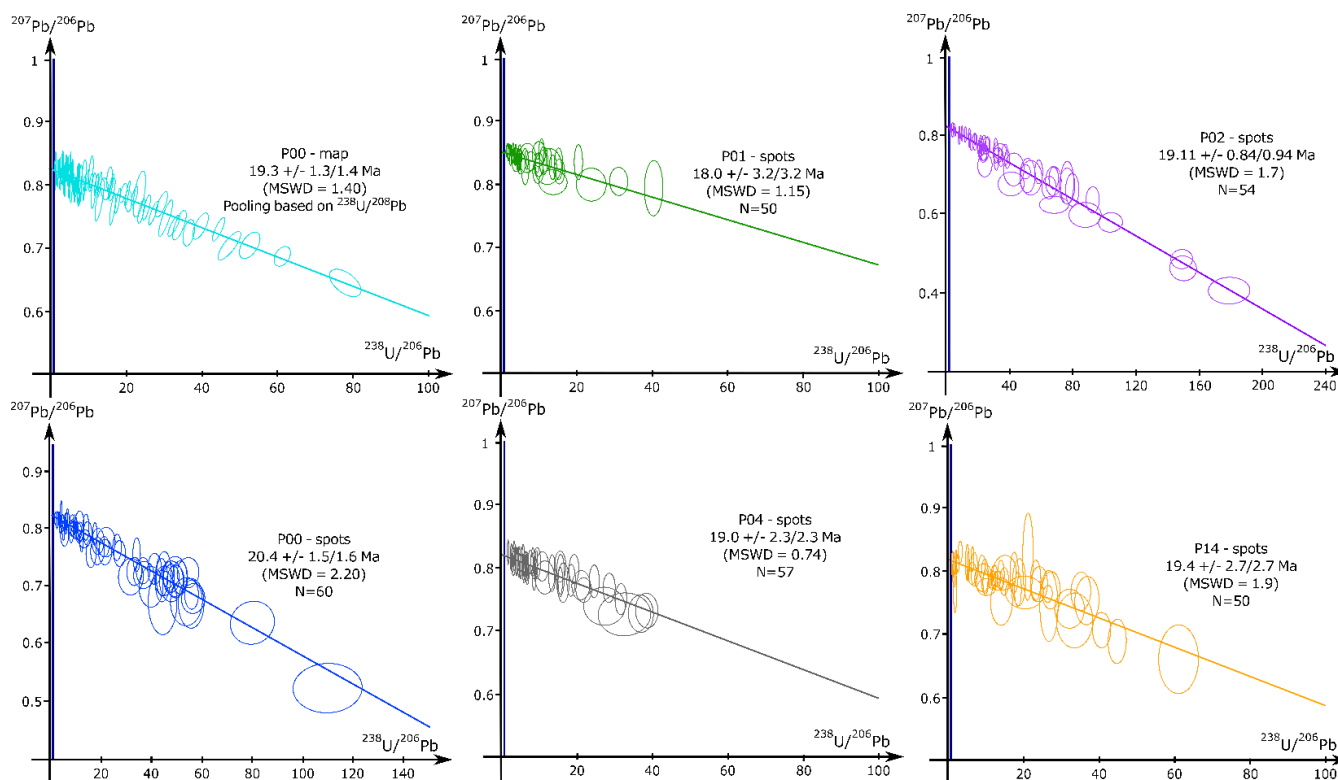 ²⁰⁷Pb/²⁰⁶Pb
1
0.9
0.8
0.7
0.6
P00 - map
19.3 +/- 1.3/1.4 Ma
(MSWD = 1.40)
Pooling based on ²³⁸U/²⁰⁸Pb
²³⁸U/²⁰⁶Pb
20 40 60 80 100
²⁰⁷Pb/²⁰⁶Pb
1
0.9
0.8
0.7
0.6
P01 - spots
18.0 +/- 3.2/3.2 Ma
(MSWD = 1.15)
N=50
²³⁸U/²⁰⁶Pb
20 40 60 80 100
²⁰⁷Pb/²⁰⁶Pb
1
0.8
0.6
0.4
P02 - spots
19.11 +/- 0.84/0.94 Ma
(MSWD = 1.7)
N=54
²³⁸U/²⁰⁶Pb
40 80 120 160 200 240
²⁰⁷Pb/²⁰⁶Pb
0.9
0.8
0.7
0.6
0.5
P00 - spots
20.4 +/- 1.5/1.6 Ma
(MSWD = 2.20)
N=60
²³⁸U/²⁰⁶Pb
20 40 60 80 100 120 140
²⁰⁷Pb/²⁰⁶Pb
1
0.9
0.8
0.7
0.6
P04 - spots
19.0 +/- 2.3/2.3 Ma
(MSWD = 0.74)
N=57
²³⁸U/²⁰⁶Pb
20 40 60 80 100
²⁰⁷Pb/²⁰⁶Pb
1
0.9
0.8
0.7
0.6
P14 - spots
19.4 +/- 2.7/2.7 Ma
(MSWD = 1.9)
N=50
²³⁸U/²⁰⁶Pb
20 40 60 80 100